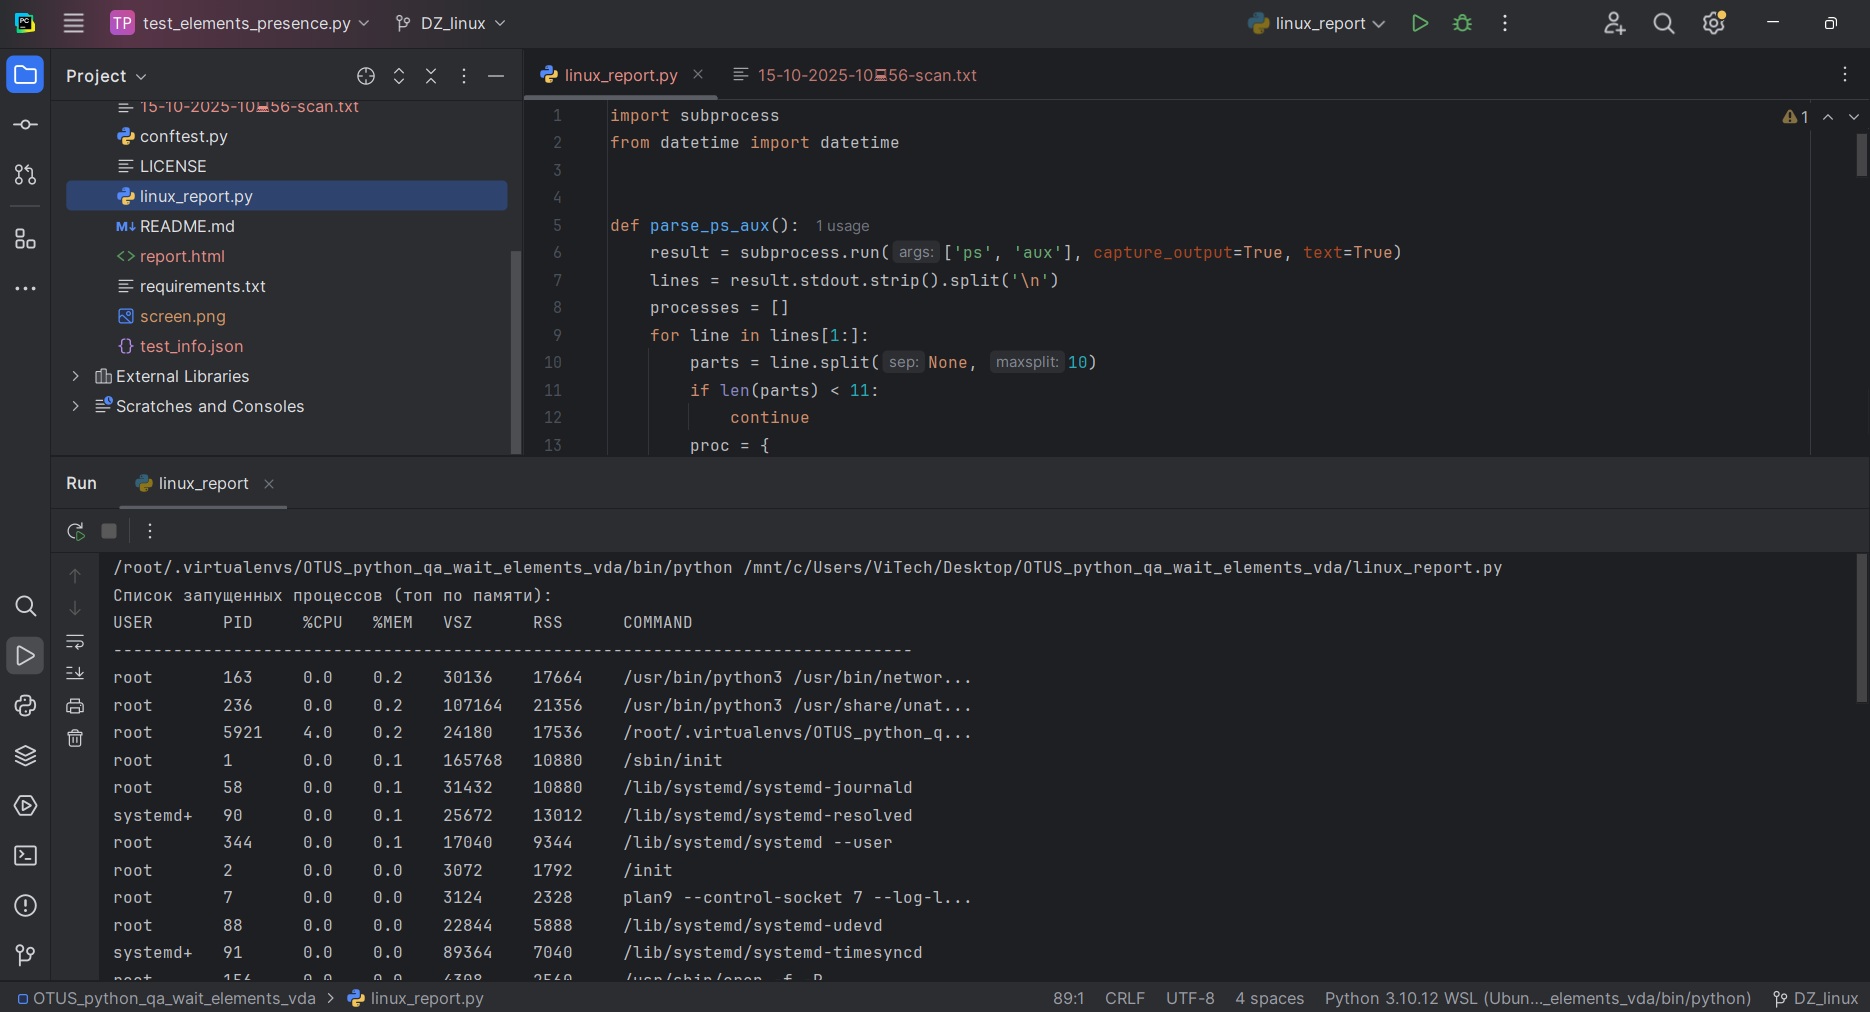 PC
TP test_elements_presence.py
DZ_linux
linux_report
Project
15-10-2025-10 56-scan.txt
conftest.py
LICENSE
linux_report.py
M↓ README.md
<> report.html
requirements.txt
screen.png
{} test_info.json
External Libraries
Scratches and Consoles
linux_report.py
15-10-2025-10 56-scan.txt
1
1 import subprocess
2 from datetime import datetime
3
4
5 def parse_ps_aux(): 1 usage
6 result = subprocess.run( args: ['ps', 'aux'], capture_output=True, text=True)
7 lines = result.stdout.strip().split('\n')
8 processes = []
9 for line in lines[1:]:
10 parts = line.split( sep: None, maxsplit: 10)
11 if len(parts) < 11:
12 continue
13 proc = {
Run
linux_report
/root/.virtualenvs/OTUS_python_qa_wait_elements_vda/bin/python /mnt/c/Users/ViTech/Desktop/OTUS_python_qa_wait_elements_vda/linux_report.py
Список запущенных процессов (топ по памяти):
USER PID %CPU %MEM VSZ RSS COMMAND
--------------------------------------------------------------------------------
root 163 0.0 0.2 30136 17664 /usr/bin/python3 /usr/bin/networ...
root 236 0.0 0.2 107164 21356 /usr/bin/python3 /usr/share/unat...
root 5921 4.0 0.2 24180 17536 /root/.virtualenvs/OTUS_python_q...
root 1 0.0 0.1 165768 10880 /sbin/init
root 58 0.0 0.1 31432 10880 /lib/systemd/systemd-journald
systemd+ 90 0.0 0.1 25672 13012 /lib/systemd/systemd-resolved
root 344 0.0 0.1 17040 9344 /lib/systemd/systemd --user
root 2 0.0 0.0 3072 1792 /init
root 7 0.0 0.0 3124 2328 plan9 --control-socket 7 --log-l...
root 88 0.0 0.0 22844 5888 /lib/systemd/systemd-udevd
systemd+ 91 0.0 0.0 89364 7040 /lib/systemd/systemd-timesyncd
root 156 0.0 0.0 4308 2560 /usr/sbin/cron -f -P
OTUS_python_qa_wait_elements_vda
linux_report.py
89:1 CRLF UTF-8 4 spaces Python 3.10.12 WSL (Ubun..._elements_vda/bin/python) DZ_linux